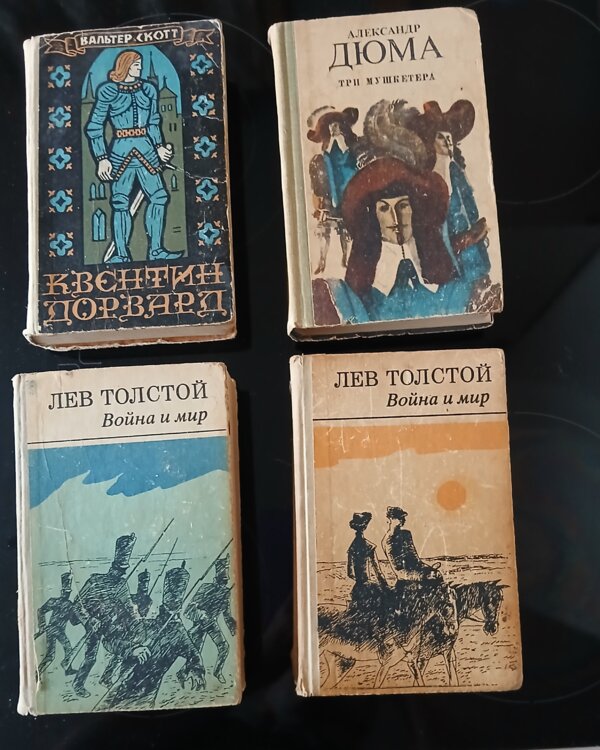 ВАЛЬТЕР СКОТТ
КВЕНТИН
ДОРВАРД
АЛЕКСАНДР
ДЮМА
ТРИ МУШКЕТЕРА
ЛЕВ ТОЛСТОЙ
Война и мир
ЛЕВ ТОЛСТОЙ
Война и мир